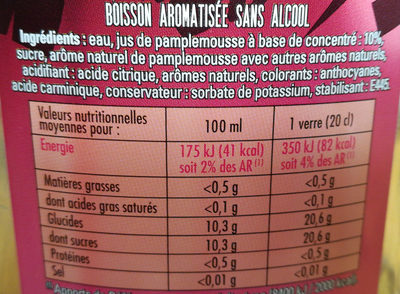 BOISSON AROMATISÉE SANS ALCOOL
Ingrédients : eau, jus de pamplemousse à base de concentré : 10%,
sucre, arôme naturel de pamplemousse avec autres arômes naturels,
acidifiant : acide citrique, arômes naturels, colorants : anthocyanes,
acide carminique, conservateur : sorbate de potassium, stabilisant : E445.
Valeurs nutritionnelles moyennes pour : 100 ml 1 verre (20 cl)
Energie 175 kJ (41 kcal) 350 kJ (82 kcal)
soit 2% des AR (1) soit 4% des AR (1)
Matières grasses <0,5 g <0,5 g
dont acides gras saturés <0,1 g <0,1 g
Glucides 10,3 g 20,6 g
dont sucres 10,3 g 20,6 g
Protéines <0,5 g <0,5 g
Sel <0,01 g <0,01 g